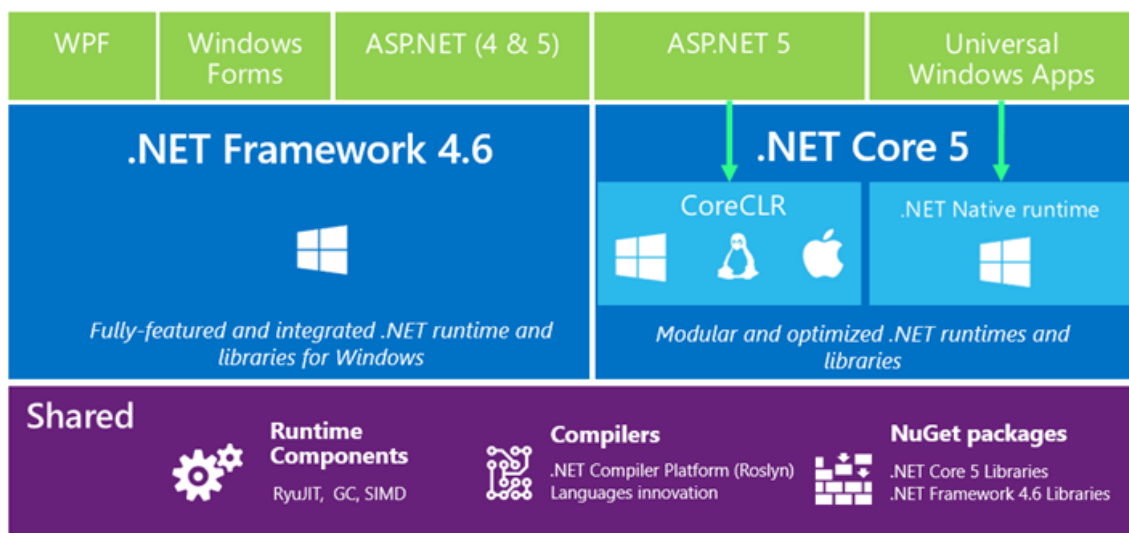 WPF
Windows
Forms
ASP.NET (4 & 5)
ASP.NET 5
Universal
Windows Apps
.NET Framework 4.6
Fully-featured and integrated .NET runtime and
libraries for Windows
.NET Core 5
CoreCLR
.NET Native runtime
Modular and optimized .NET runtimes and
libraries
Shared
Runtime
Components
RyuJIT, GC, SIMD
Compilers
.NET Compiler Platform (Roslyn)
Languages innovation
NuGet packages
.NET Core 5 Libraries
.NET Framework 4.6 Libraries